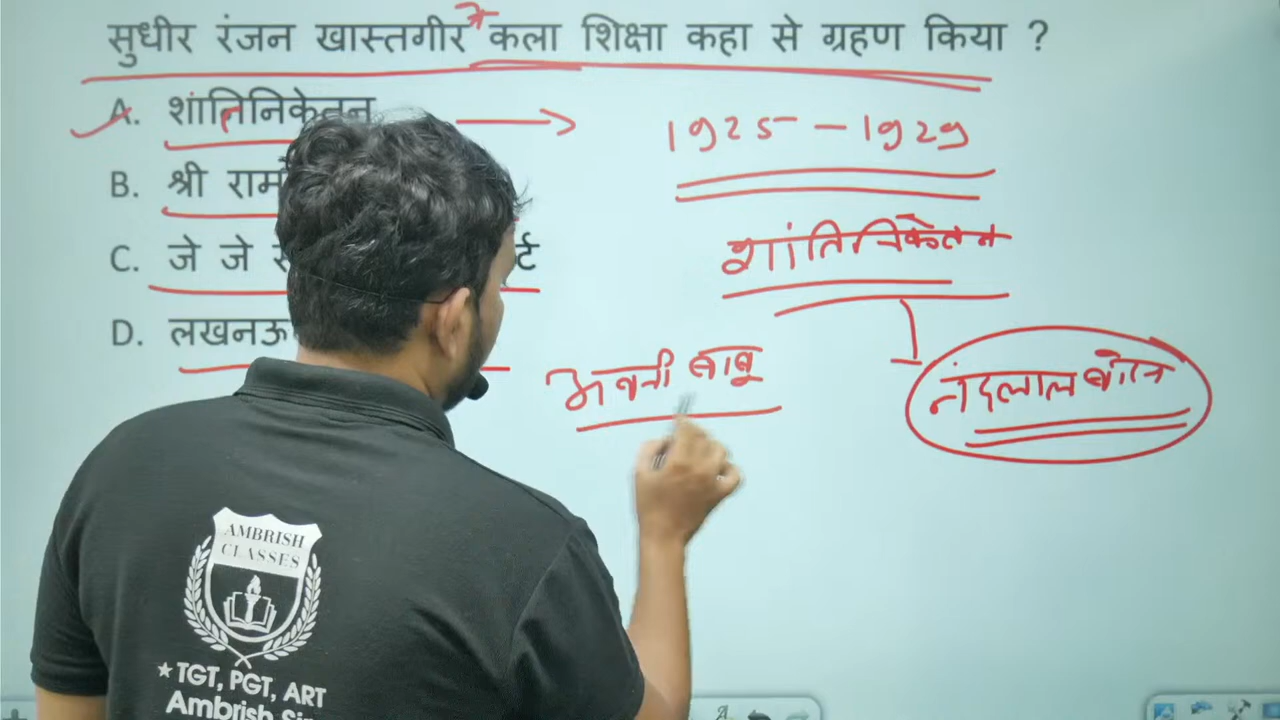 सुधीर रंजन खास्तगीर कला शिक्षा कहा से ग्रहण किया ?
A. शांतिनिकेतन
1925 - 1929
B. श्री
शांतिनिकेतन
C. जे जे
D. लखनऊ
अवनी बाबू
नंदलाल बोस
AMBRISH
CLASSES
★ TGT, PGT, ART
Ambrish